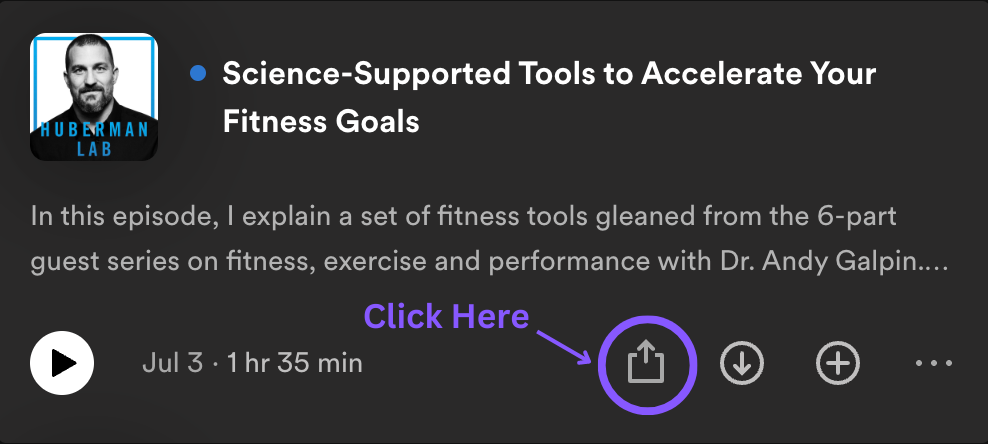 HUBERMAN
LAB
Science-Supported Tools to Accelerate Your
Fitness Goals
In this episode, I explain a set of fitness tools gleaned from the 6-part
guest series on fitness, exercise and performance with Dr. Andy Galpin....
Click Here
Jul 3 · 1 hr 35 min